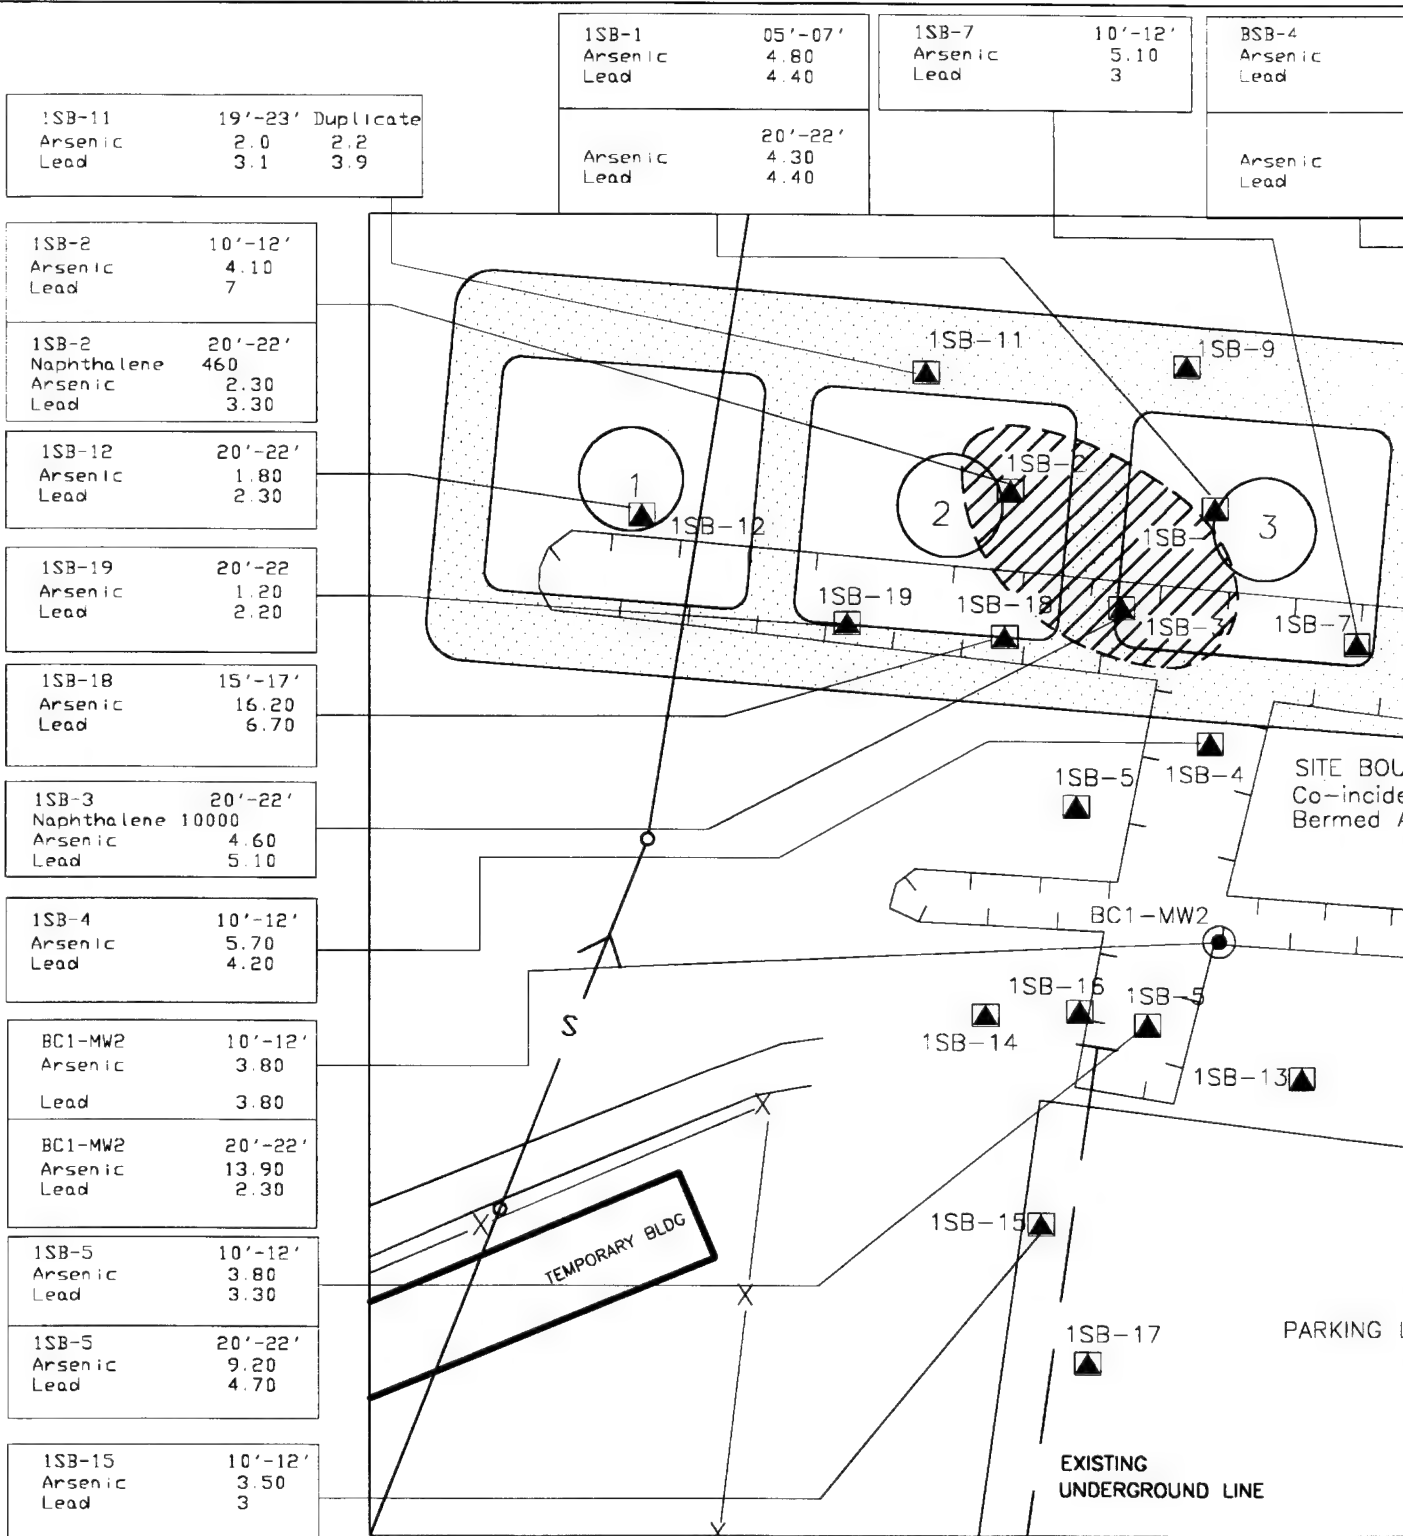 1SB-1 05'-07'
Arsenic 4.80
Lead 4.40
20'-22'
Arsenic 4.30
Lead 4.40
1SB-7 10'-12'
Arsenic 5.10
Lead 3
BSB-4
Arsenic
Lead
Arsenic
Lead
1SB-11 19'-23' Duplicate
Arsenic 2.0 2.2
Lead 3.1 3.9
1SB-2 10'-12'
Arsenic 4.10
Lead 7
1SB-2 20'-22'
Naphthalene 460
Arsenic 2.30
Lead 3.30
1SB-12 20'-22'
Arsenic 1.80
Lead 2.30
1SB-19 20'-22
Arsenic 1.20
Lead 2.20
1SB-18 15'-17'
Arsenic 16.20
Lead 6.70
1SB-3 20'-22'
Naphthalene 10000
Arsenic 4.60
Lead 5.10
1SB-4 10'-12'
Arsenic 5.70
Lead 4.20
BC1-MW2 10'-12'
Arsenic 3.80
Lead 3.80
BC1-MW2 20'-22'
Arsenic 13.90
Lead 2.30
1SB-5 10'-12'
Arsenic 3.80
Lead 3.30
1SB-5 20'-22'
Arsenic 9.20
Lead 4.70
1SB-15 10'-12'
Arsenic 3.50
Lead 3
1SB-11
1SB-9
1SB-2
1
2
3
1SB-12
1SB-
1SB-19
1SB-18
1SB-3
1SB-7
1SB-4
1SB-5
SITE BOU
Co-incide
Bermed A
BC1-MW2
1SB-16
1SB-5
1SB-14
S
1SB-13
X
X
1SB-15
TEMPORARY BLDG
X
1SB-17
PARKING L
EXISTING
UNDERGROUND LINE